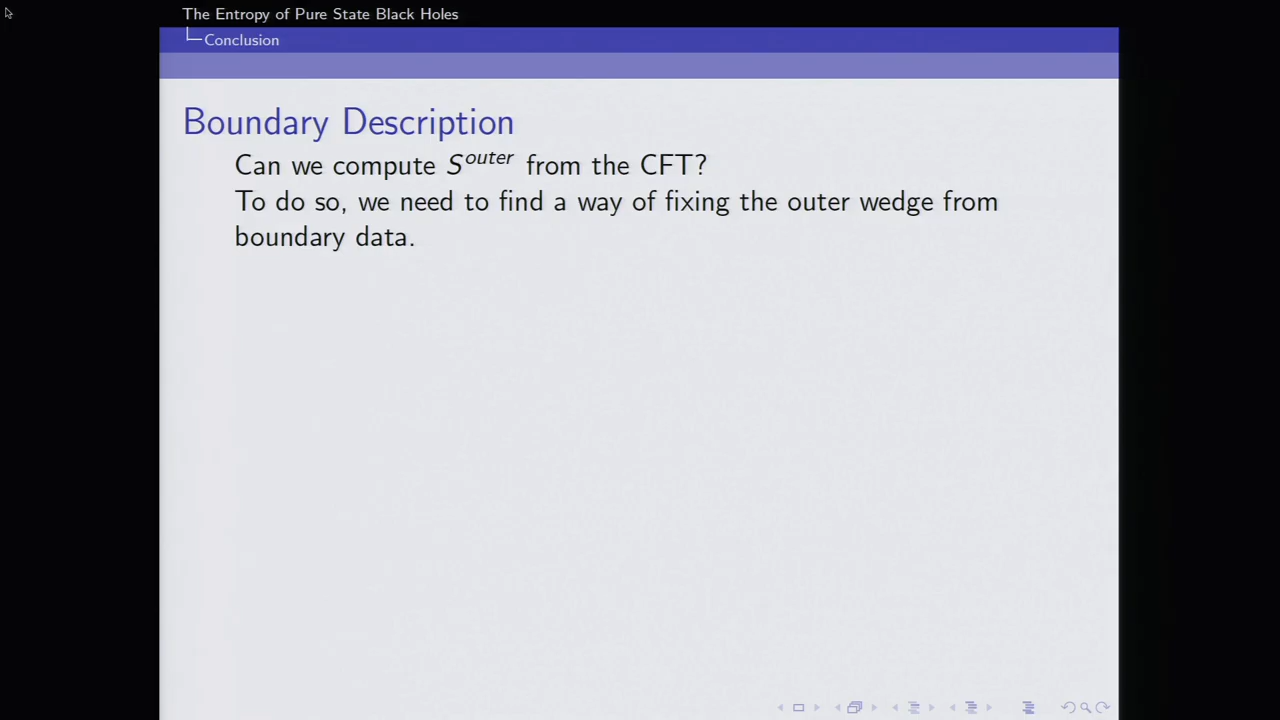 The Entropy of Pure State Black Holes
Conclusion
Boundary Description
Can we compute S^outer from the CFT?
To do so, we need to find a way of fixing the outer wedge from
boundary data.